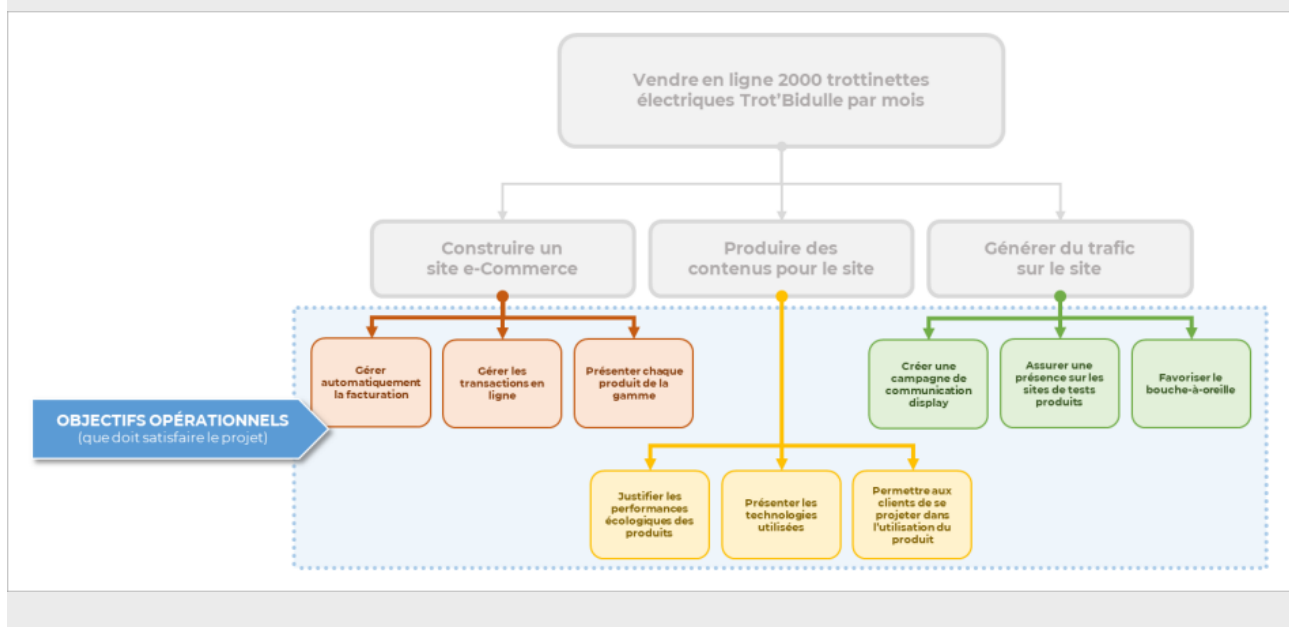 Vendre en ligne 2000 trottinettes
électriques Trot'Bidulle par mois
Construire un
site e-Commerce
Produire des
contenus pour le site
Générer du trafic
sur le site
Gérer
automatiquement
la facturation
Gérer les
transactions en
ligne
Présenter chaque
produit de la
gamme
Créer une
campagne de
communication
display
Assurer une
présence sur les
sites de tests
produits
Favoriser le
bouche-à-oreille
OBJECTIFS OPÉRATIONNELS
(que doit satisfaire le projet)
Justifier les
performances
écologiques des
produits
Présenter les
technologies
utilisées
Permettre aux
clients de se
projeter dans
l'utilisation du
produit